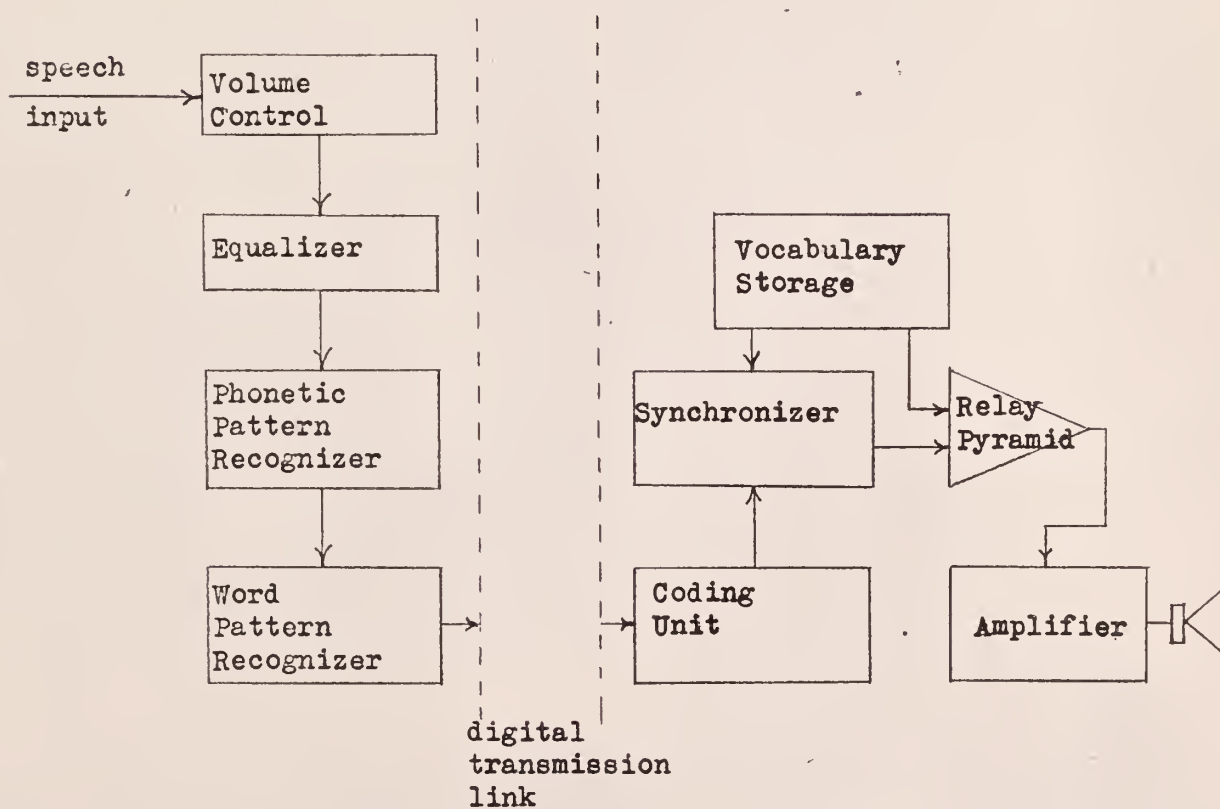 speech
input
Volume
Control
Equalizer
Phonetic
Pattern
Recognizer
Word
Pattern
Recognizer
digital
transmission
link
Vocabulary
Storage
Synchronizer
Relay
Pyramid
Coding
Unit
Amplifier